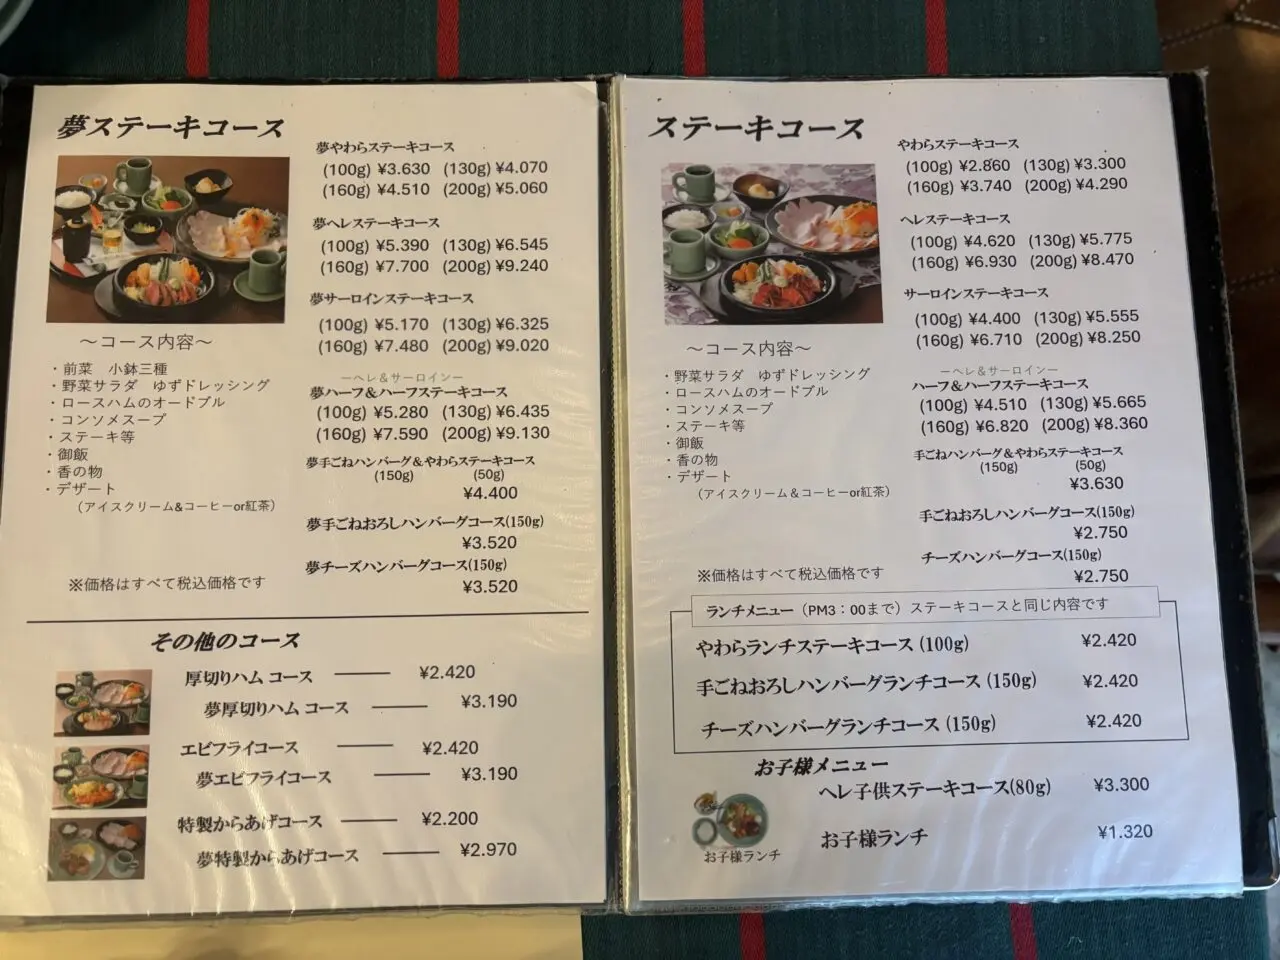 夢ステーキコース
夢やわらステーキコース
(100g) ¥3.630 (130g) ¥4.070
(160g) ¥4.510 (200g) ¥5.060
夢ヘレステーキコース
(100g) ¥5.390 (130g) ¥6.545
(160g) ¥7.700 (200g) ¥9.240
夢サーロインステーキコース
(100g) ¥5.170 (130g) ¥6.325
(160g) ¥7.480 (200g) ¥9.020
―ヘレ＆サーロイン―
夢ハーフ＆ハーフステーキコース
(100g) ¥5.280 (130g) ¥6.435
(160g) ¥7.590 (200g) ¥9.130
夢手ごねハンバーグ＆やわらステーキコース
(150g) (50g)
¥4.400
夢手ごねおろしハンバーグコース(150g)
¥3.520
夢チーズハンバーグコース(150g)
¥3.520
～コース内容～
・前菜　小鉢三種
・野菜サラダ　ゆずドレッシング
・ロースハムのオードブル
・コンソメスープ
・ステーキ等
・御飯
・香の物
・デザート
（アイスクリーム&コーヒーor紅茶）
※価格はすべて税込価格です
その他のコース
厚切りハム コース ¥2.420
夢厚切りハム コース ¥3.190
エビフライコース ¥2.420
夢エビフライコース ¥3.190
特製からあげコース ¥2.200
夢特製からあげコース ¥2.970
ステーキコース
やわらステーキコース
(100g) ¥2.860 (130g) ¥3.300
(160g) ¥3.740 (200g) ¥4.290
ヘレステーキコース
(100g) ¥4.620 (130g) ¥5.775
(160g) ¥6.930 (200g) ¥8.470
サーロインステーキコース
(100g) ¥4.400 (130g) ¥5.555
(160g) ¥6.710 (200g) ¥8.250
―ヘレ＆サーロイン―
ハーフ＆ハーフステーキコース
(100g) ¥4.510 (130g) ¥5.665
(160g) ¥6.820 (200g) ¥8.360
手ごねハンバーグ＆やわらステーキコース
(150g) (50g)
¥3.630
手ごねおろしハンバーグコース(150g)
¥2.750
チーズハンバーグコース(150g)
¥2.750
～コース内容～
・野菜サラダ　ゆずドレッシング
・ロースハムのオードブル
・コンソメスープ
・ステーキ等
・御飯
・香の物
・デザート
（アイスクリーム＆コーヒーor紅茶）
※価格はすべて税込価格です
ランチメニュー（PM3：00まで）ステーキコースと同じ内容です
やわらランチステーキコース (100g) ¥2.420
手ごねおろしハンバーグランチコース (150g) ¥2.420
チーズハンバーグランチコース (150g) ¥2.420
お子様メニュー
ヘレ子供ステーキコース(80g) ¥3.300
お子様ランチ ¥1.320
お子様ランチ